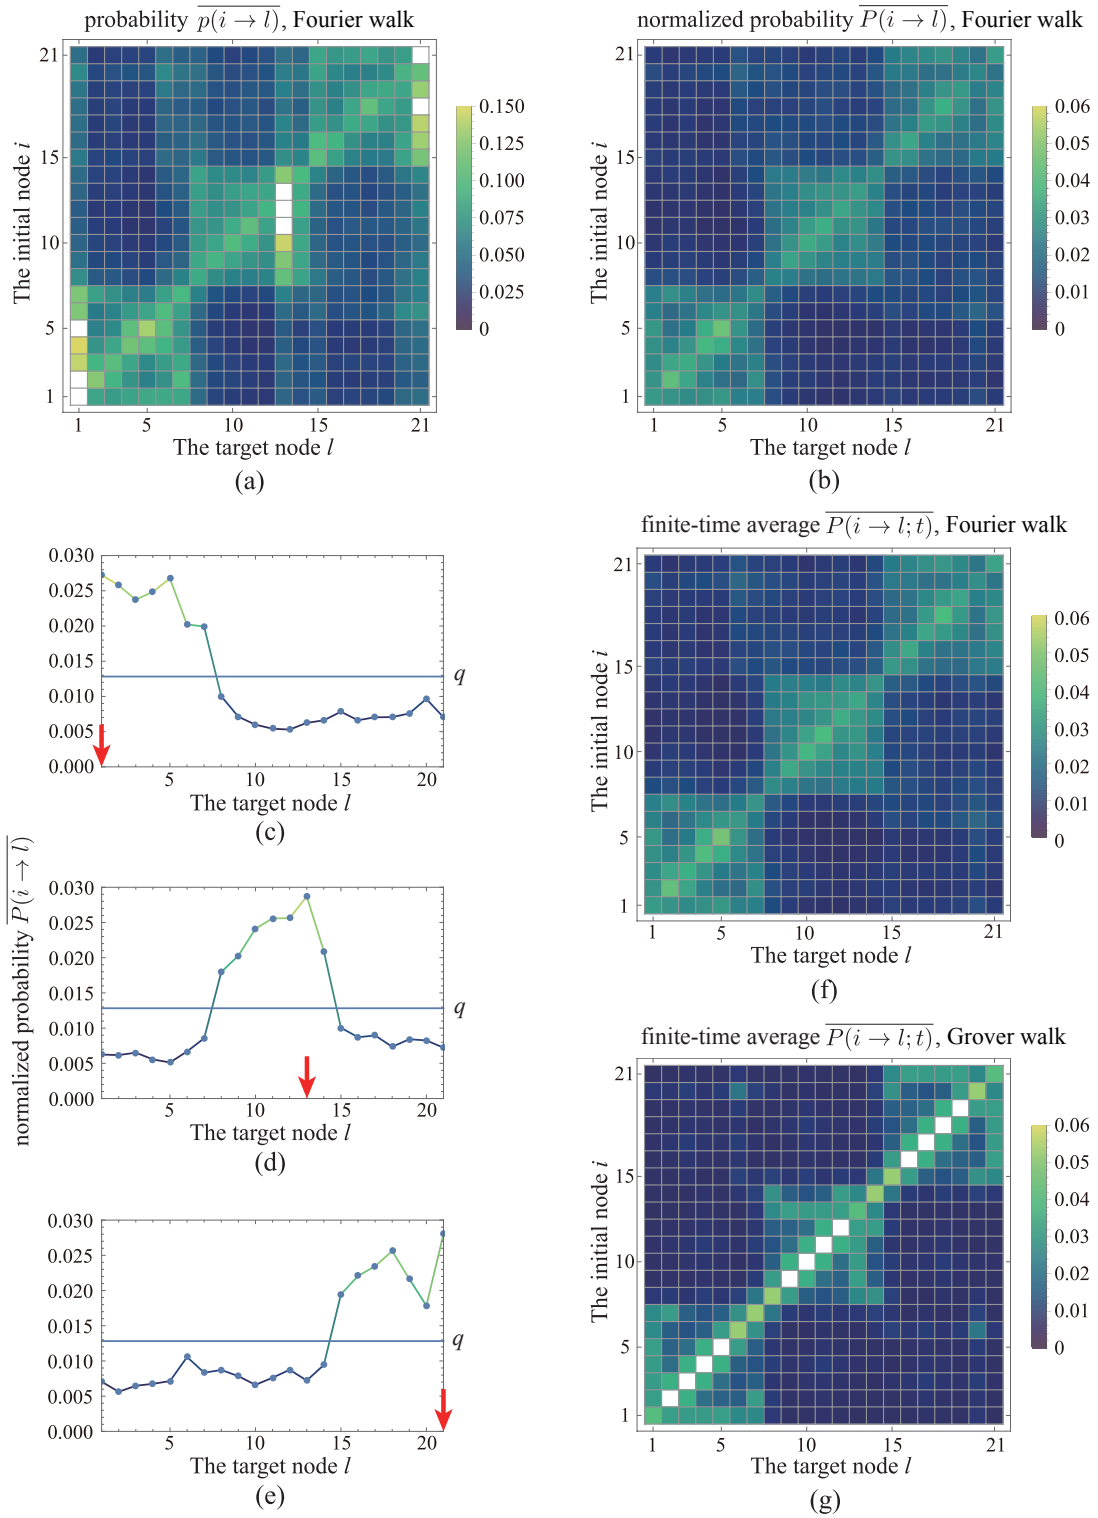 probability p(i → l), Fourier walk
21
15
10
5
1
The initial node i
1 5 10 15 21
The target node l
0.150
0.125
0.100
0.075
0.050
0.025
0
(a)
normalized probability P(i → l), Fourier walk
21
15
10
5
1
The initial node i
1 5 10 15 21
The target node l
0.06
0.05
0.04
0.03
0.02
0.01
0
(b)
normalized probability P(i → l)
0.030
0.025
0.020
0.015
0.010
0.005
0.000
q
5 10 15 20
The target node l
(c)
0.030
0.025
0.020
0.015
0.010
0.005
0.000
q
5 10 15 20
The target node l
(d)
0.030
0.025
0.020
0.015
0.010
0.005
0.000
q
5 10 15 20
The target node l
(e)
finite-time average P(i → l; t), Fourier walk
21
15
10
5
1
The initial node i
1 5 10 15 21
The target node l
0.06
0.05
0.04
0.03
0.02
0.01
0
(f)
finite-time average P(i → l; t), Grover walk
21
15
10
5
1
The initial node i
1 5 10 15 21
The target node l
0.06
0.05
0.04
0.03
0.02
0.01
0
(g)